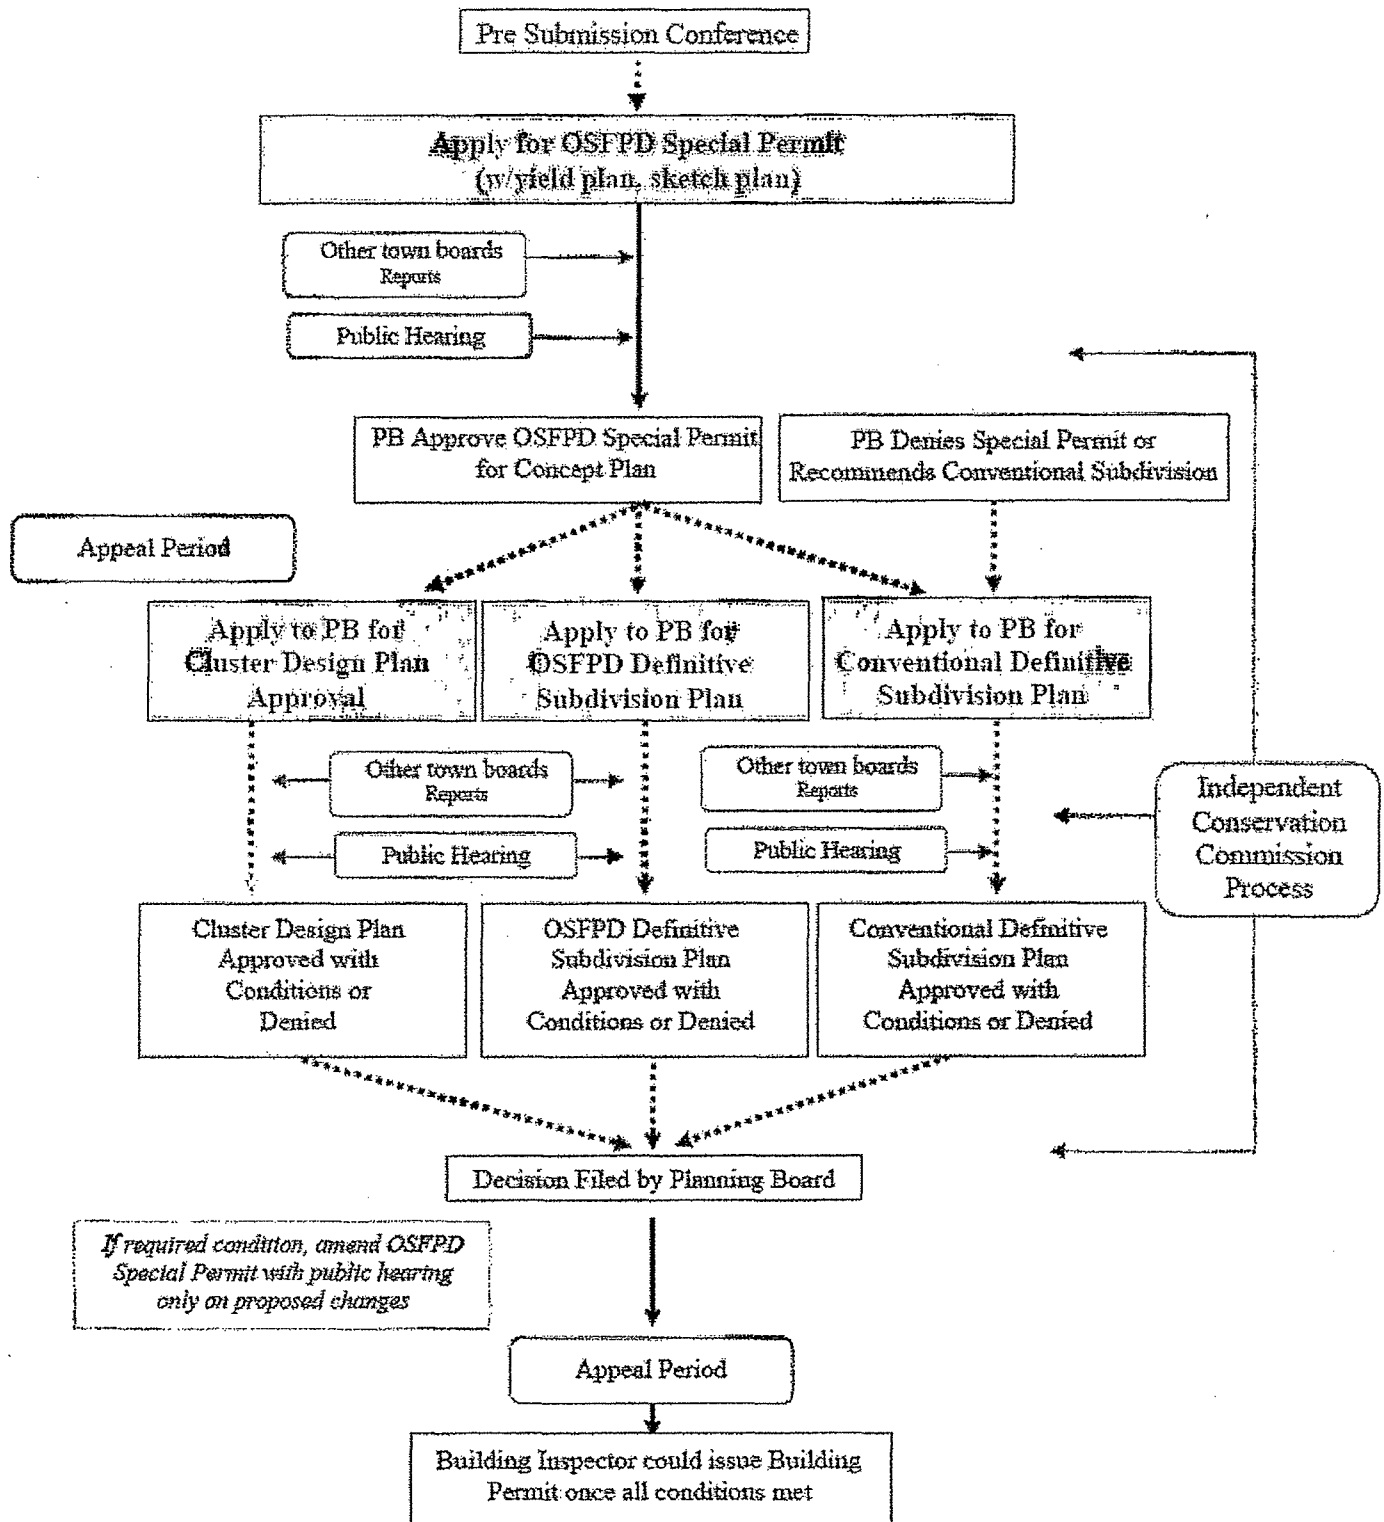 Pre Submission Conference
Apply for OSFPD Special Permit
(w/yield plan, sketch plan)
Other town boards
Reports
Public Hearing
PB Approve OSFPD Special Permit
for Concept Plan
PB Denies Special Permit or
Recommends Conventional Subdivision
Appeal Period
Apply to PB for
Cluster Design Plan
Approval
Apply to PB for
OSFPD Definitive
Subdivision Plan
Apply to PB for
Conventional Definitive
Subdivision Plan
Other town boards
Reports
Other town boards
Reports
Public Hearing
Public Hearing
Independent
Conservation
Commission
Process
Cluster Design Plan
Approved with
Conditions or
Denied
OSFPD Definitive
Subdivision Plan
Approved with
Conditions or Denied
Conventional Definitive
Subdivision Plan
Approved with
Conditions or Denied
Decision Filed by Planning Board
If required condition, amend OSFPD
Special Permit with public hearing
only on proposed changes
Appeal Period
Building Inspector could issue Building
Permit once all conditions met